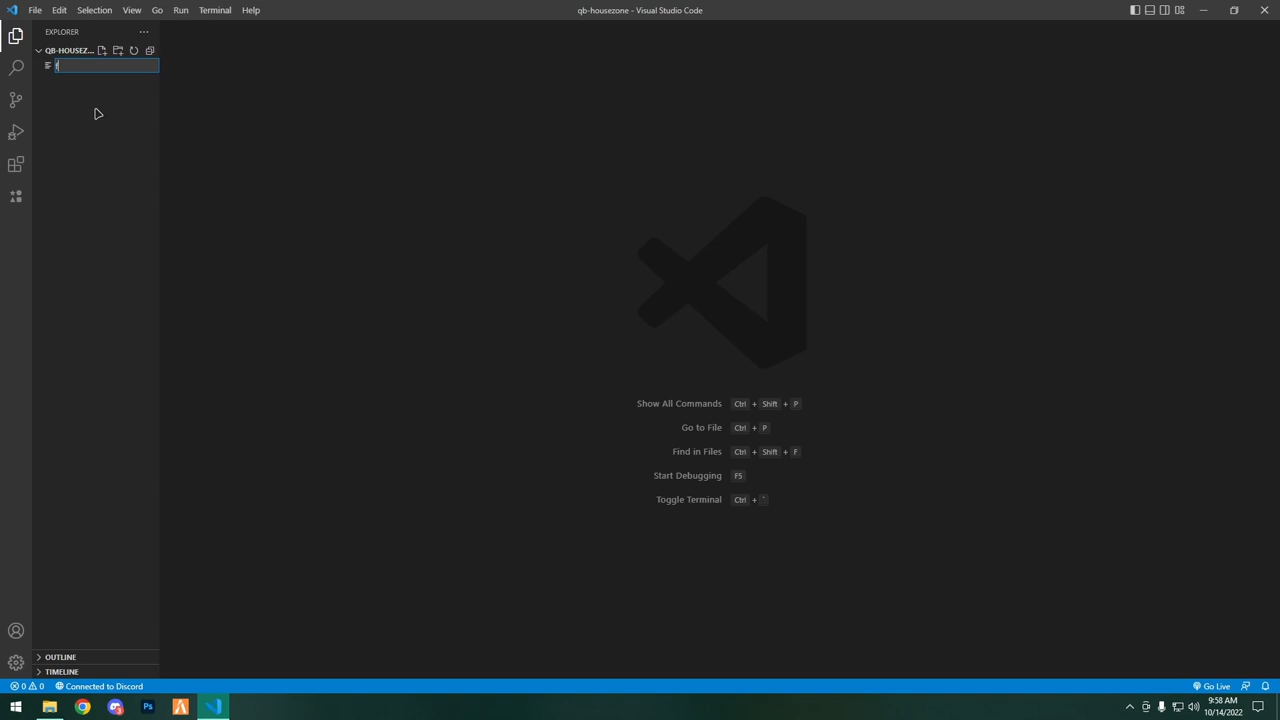 File Edit Selection View Go Run Terminal Help
qb-housezone - Visual Studio Code
EXPLORER
QB-HOUSEZ...
f
Show All Commands Ctrl + Shift + P
Go to File Ctrl + P
Find in Files Ctrl + Shift + F
Start Debugging F5
Toggle Terminal Ctrl + `
OUTLINE
TIMELINE
0 0 Connected to Discord
Go Live
Ps
9:58 AM
10/14/2022